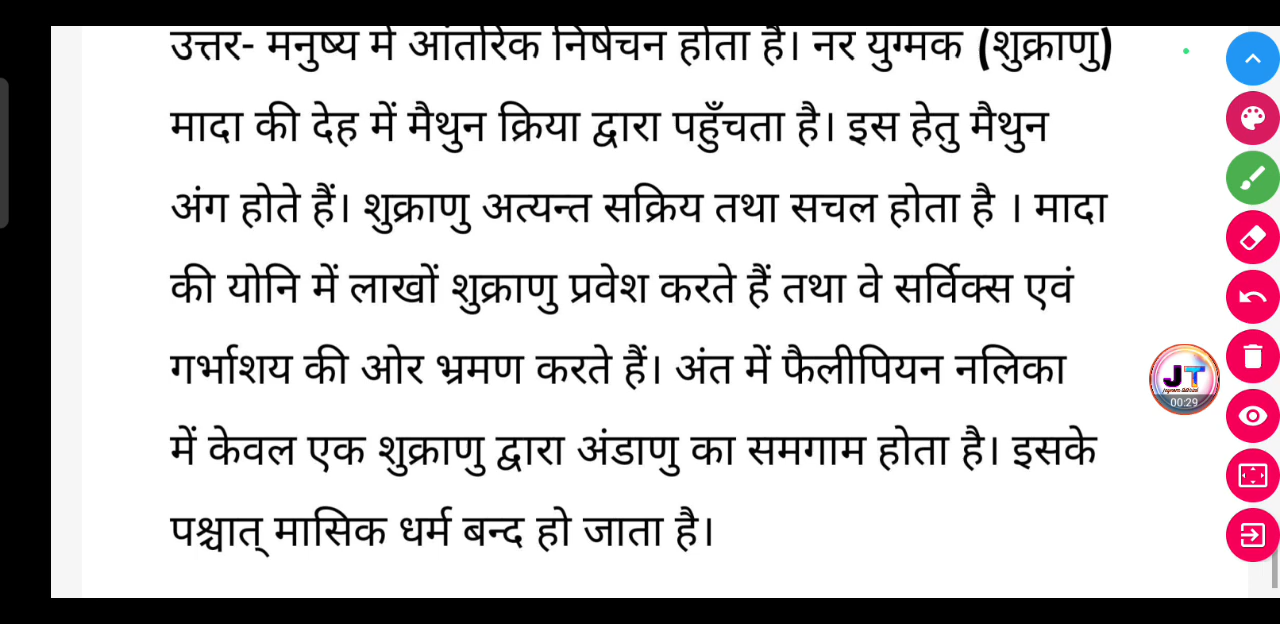 उत्तर- मनुष्य में आंतरिक निषेचन होता है। नर युग्मक (शुक्राणु)
मादा की देह में मैथुन क्रिया द्वारा पहुँचता है। इस हेतु मैथुन
अंग होते हैं। शुक्राणु अत्यन्त सक्रिय तथा सचल होता है । मादा
की योनि में लाखों शुक्राणु प्रवेश करते हैं तथा वे सर्विक्स एवं
गर्भाशय की ओर भ्रमण करते हैं। अंत में फैलीपियन नलिका
में केवल एक शुक्राणु द्वारा अंडाणु का समगाम होता है। इसके
पश्चात् मासिक धर्म बन्द हो जाता है।
JT
00:29